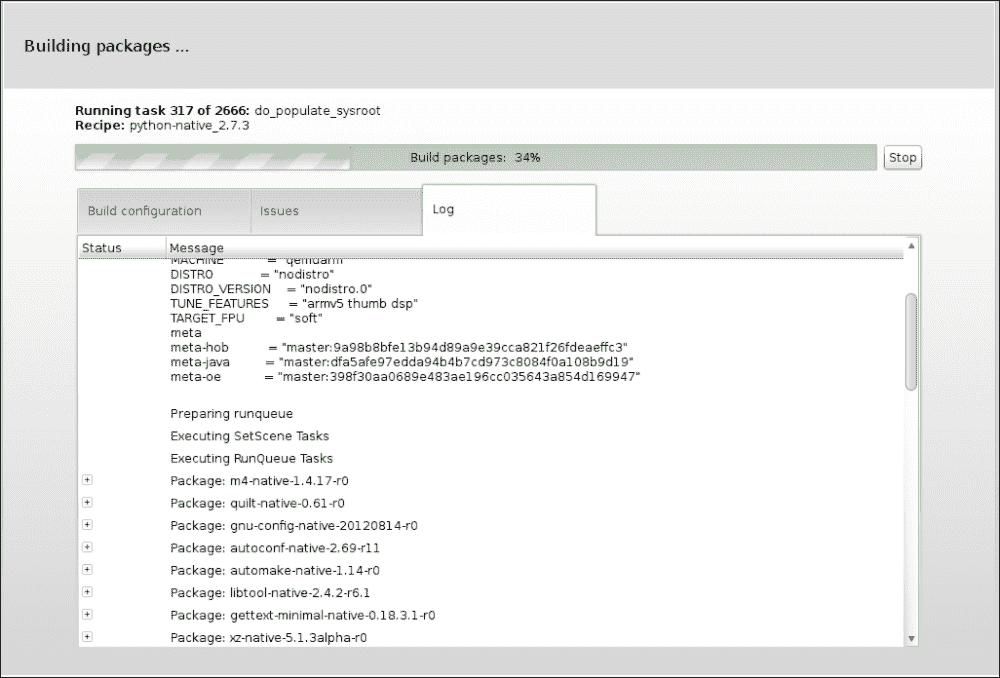 Building packages ...
Running task 317 of 2666: do_populate_sysroot
Recipe: python-native_2.7.3
Build packages: 34%
Stop
Build configuration
Issues
Log
Status
Message
MACHINE = "qemuarm"
DISTRO = "nodistro"
DISTRO_VERSION = "nodistro.0"
TUNE_FEATURES = "armv5 thumb dsp"
TARGET_FPU = "soft"
meta
meta-hob = "master:9a98b8bfe13b94d89a9e39cca821f26fdeaeffc3"
meta-java = "master:dfa5afe97edda94b4b7cd973c8084f0a108b9d19"
meta-oe = "master:398f30aa0689e483ae196cc035643a854d169947"
Preparing runqueue
Executing SetScene Tasks
Executing RunQueue Tasks
Package: m4-native-1.4.17-r0
Package: quilt-native-0.61-r0
Package: gnu-config-native-20120814-r0
Package: autoconf-native-2.69-r11
Package: automake-native-1.14-r0
Package: libtool-native-2.4.2-r6.1
Package: gettext-minimal-native-0.18.3.1-r0
Package: xz-native-5.1.3alpha-r0